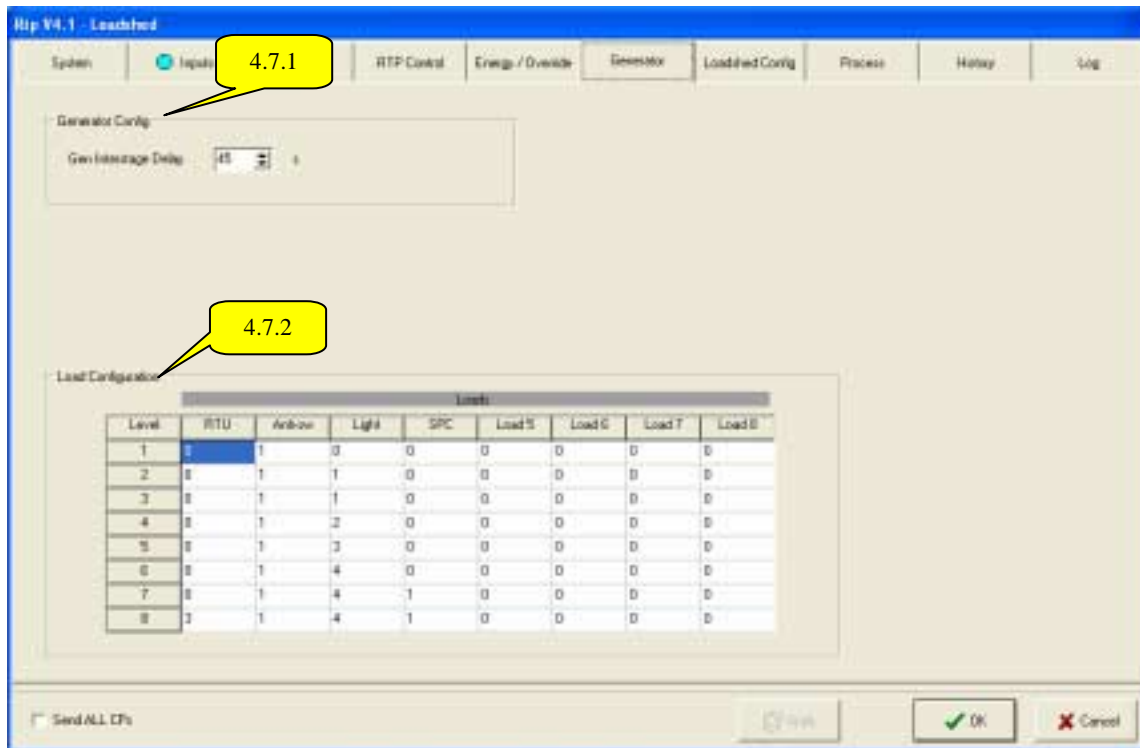 Rip V4.1 - Loadshed
System Inputs 4.7.1 RTP Control Energy / Override Generator Loadshed Config Process History Log
Generator Config
Gen Interstage Delay 45 s
4.7.2
Load Configuration
Loads
Level RTU Anti-sw Light SPC Load 5 Load 6 Load 7 Load 8
1 0 1 0 0 0 0 0 0
2 0 1 1 0 0 0 0 0
3 0 1 1 0 0 0 0 0
4 0 1 2 0 0 0 0 0
5 0 1 3 0 0 0 0 0
6 0 1 4 0 0 0 0 0
7 0 1 4 1 0 0 0 0
8 3 1 4 1 0 0 0 0
Send ALL CPs
OK Cancel